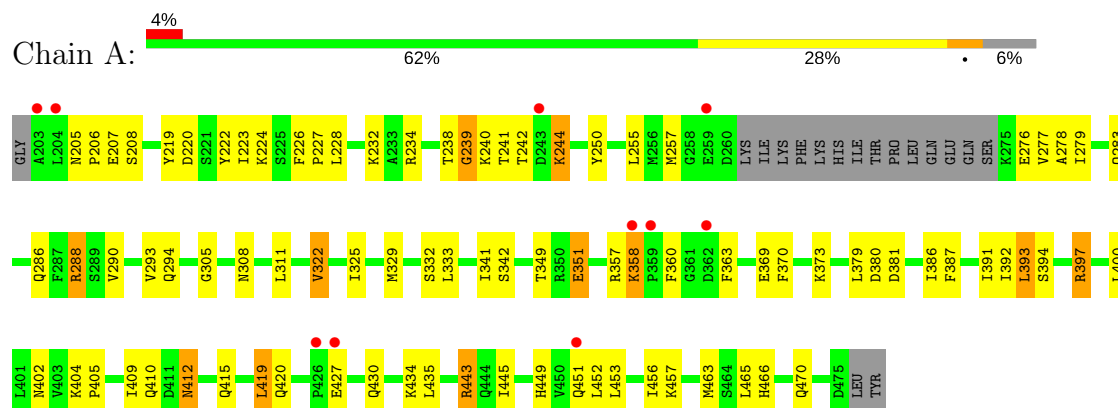 4%
Chain A:
62% 28% • 6%
GLY A203 L204 N205 P206 E207 S208 Y219 D220 S221 Y222 I223 K224 S225 F226 P227 L228 K232 A233 R234 T238 G239 K240 T241 T242 D243 K244 Y250 L255 M256 M257 G258 E259 D260 LYS ILE LYS PHE LYS HIS ILE THR PRO LEU GLN GLU GLN SER K275 E276 V277 A278 I279
Q286 F287 R288 S289 V290 V293 Q294 G305 N308 L311 V322 I325 M329 S332 L333 I341 S342 T349 R350 E351 R357 K358 P359 F360 G361 D362 F363 E369 F370 K373 L379 D380 D381 I386 F387 I391 I392 L393 S394 R397 L400
L401 N402 V403 K404 P405 I409 Q410 D411 N412 Q415 L419 Q420 P426 E427 Q430 K434 L435 R443 Q444 I445 H449 V450 Q451 L452 L453 I456 K457 M463 S464 L465 H466 Q470 D475 LEU TYR